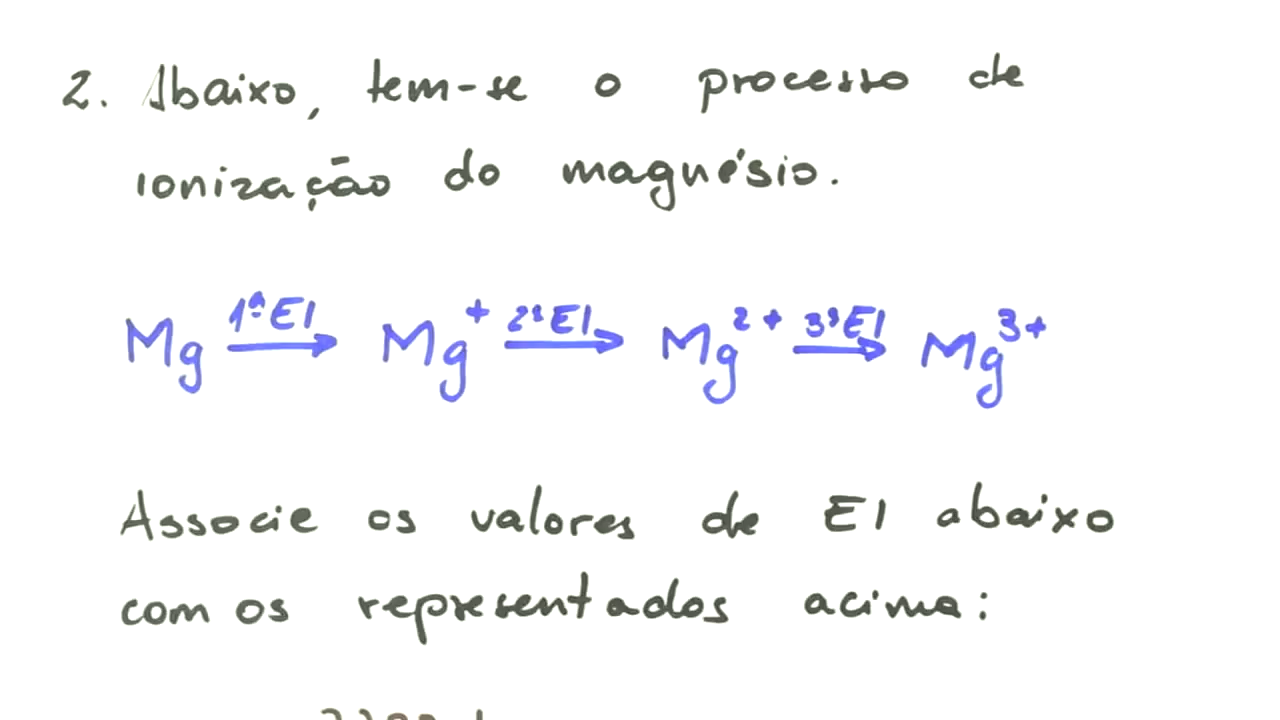 2. Abaixo, tem-se o processo de
ionização do magnésio.
Mg 1ª EI → Mg⁺ 2ª EI → Mg²⁺ 3ª EI → Mg³⁺
Associe os valores de EI abaixo
com os representados acima: